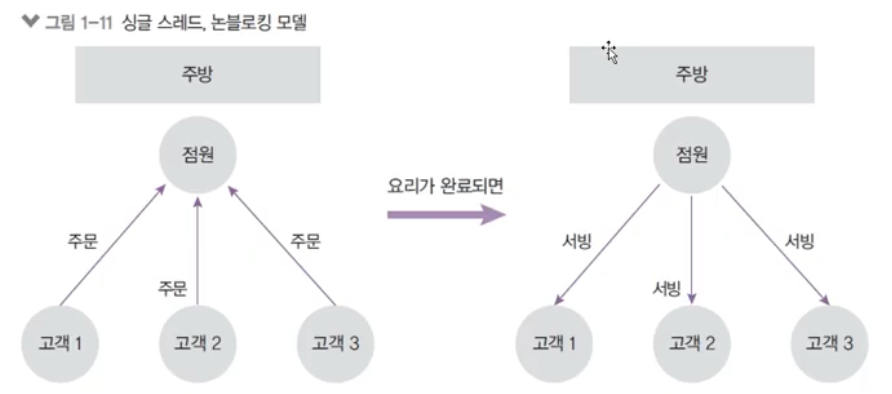 그림 1-11 싱글 스레드, 논블로킹 모델
주방
점원
주문
주문
주문
고객 1
고객 2
고객 3
요리가 완료되면
주방
점원
서빙
서빙
서빙
고객 1
고객 2
고객 3